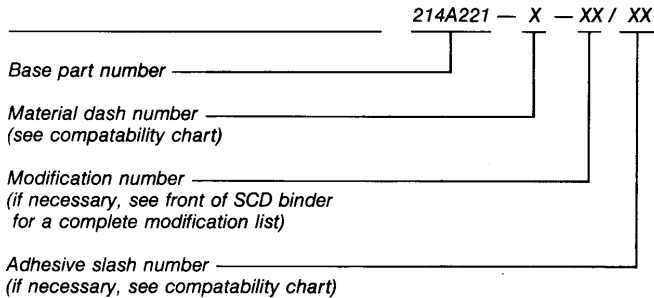 214A221 — X — XX / XX
Base part number
Material dash number
(see compatability chart)
Modification number
(if necessary, see front of SCD binder
for a complete modification list)
Adhesive slash number
(if necessary, see compatability chart)